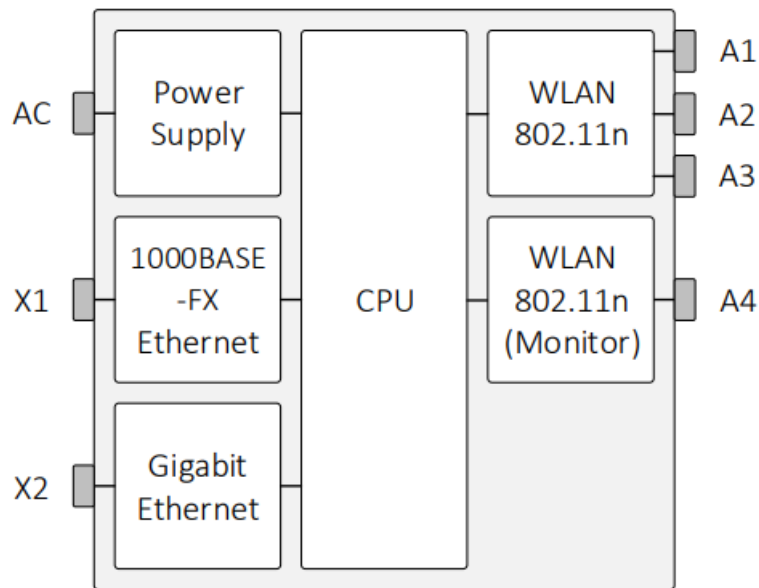 AC
Power
Supply
X1
1000BASE
-FX
Ethernet
X2
Gigabit
Ethernet
CPU
WLAN
802.11n
A1
A2
A3
WLAN
802.11n
(Monitor)
A4